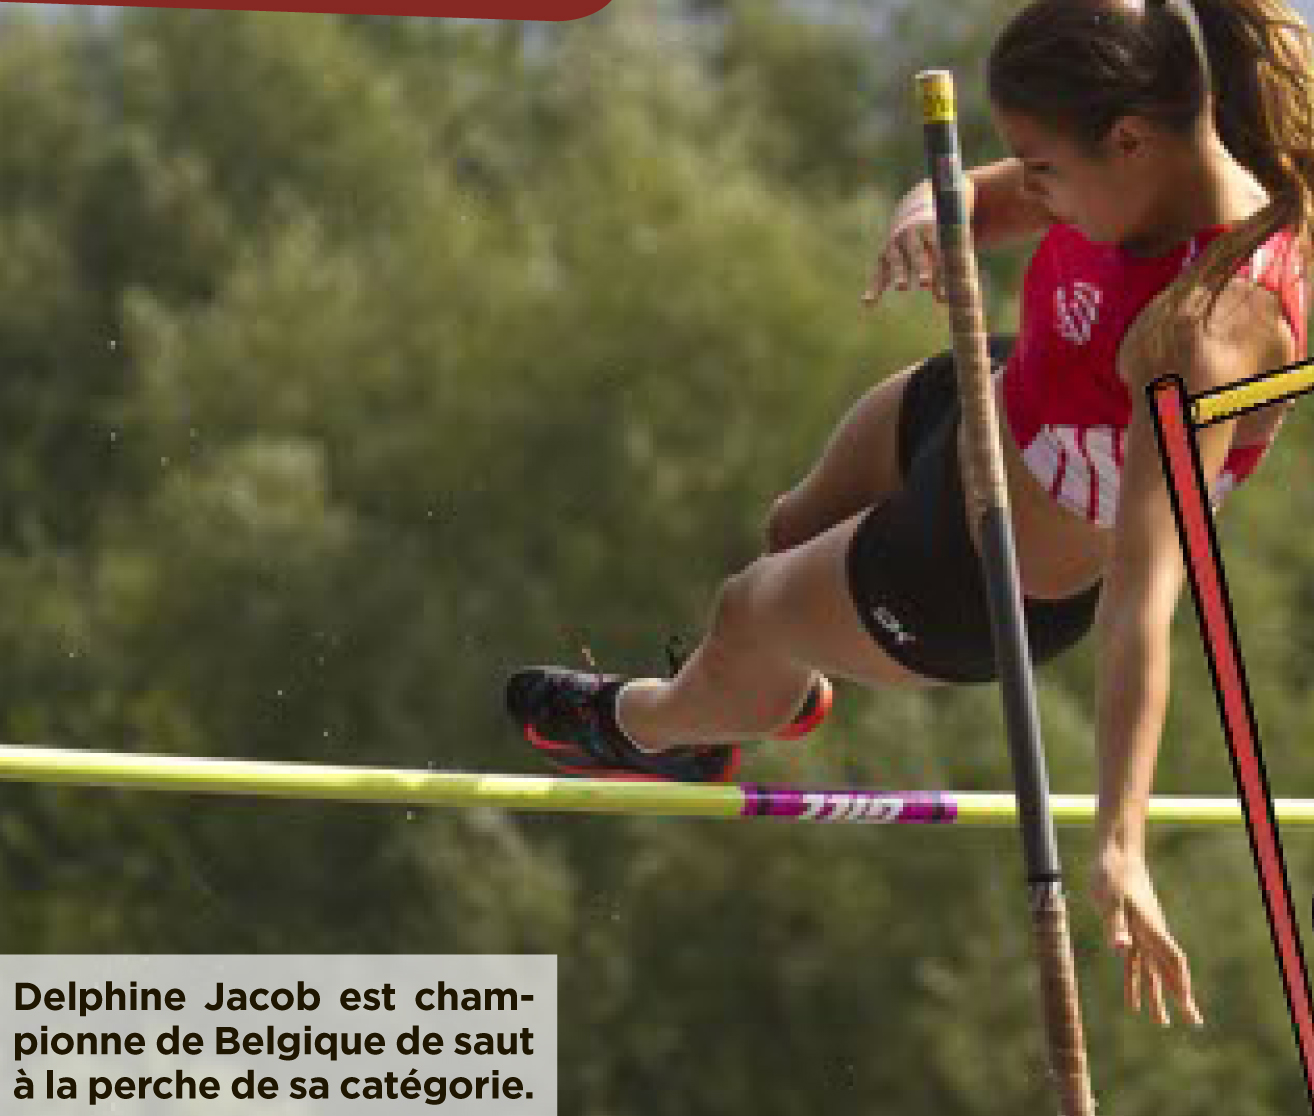 Delphine Jacob est cham-
pionne de Belgique de saut
à la perche de sa catégorie.